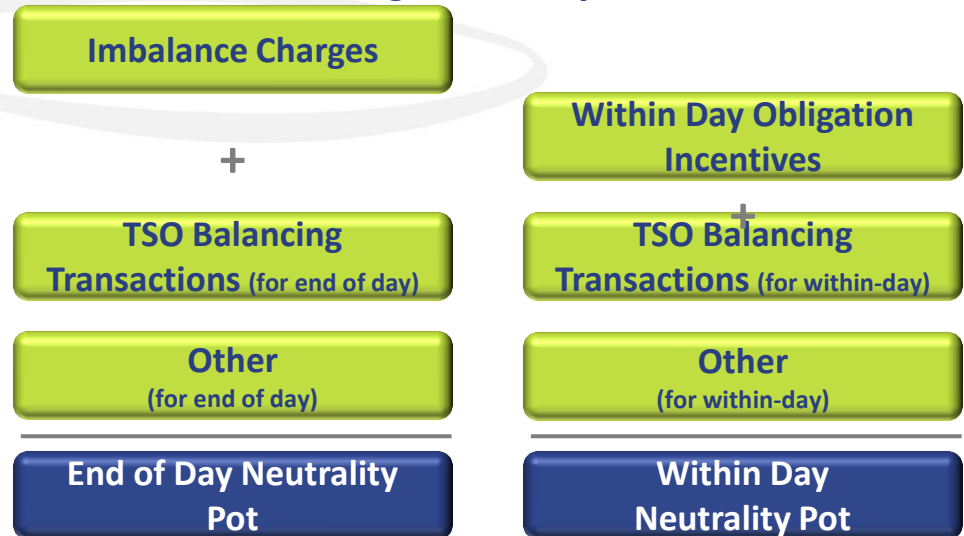 Imbalance Charges
+
TSO Balancing
Transactions (for end of day)
Other
(for end of day)
End of Day Neutrality
Pot
Within Day Obligation
Incentives
+
TSO Balancing
Transactions (for within-day)
Other
(for within-day)
Within Day
Neutrality Pot